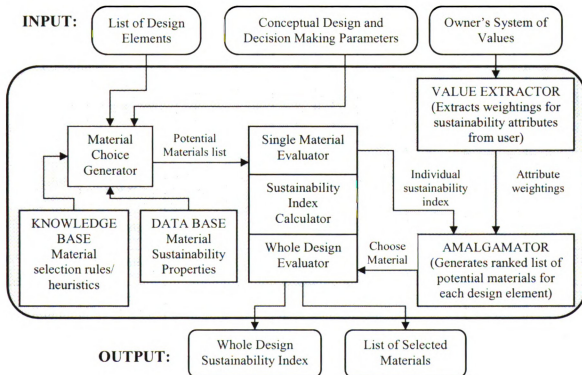 INPUT:
List of Design
Elements
Conceptual Design and
Decision Making Parameters
Owner's System of
Values
VALUE EXTRACTOR
(Extracts weightings for
sustainability attributes
from user)
Material
Choice
Generator
Potential
Materials list
Single Material
Evaluator
Sustainability
Index
Calculator
Whole Design
Evaluator
Individual
sustainability
index
Attribute
weightings
KNOWLEDGE
BASE
Material
selection rules/
heuristics
DATA BASE
Material
Sustainability
Properties
Choose
Material
AMALGAMATOR
(Generates ranked list of
potential materials for
each design element)
OUTPUT:
Whole Design
Sustainability Index
List of Selected
Materials